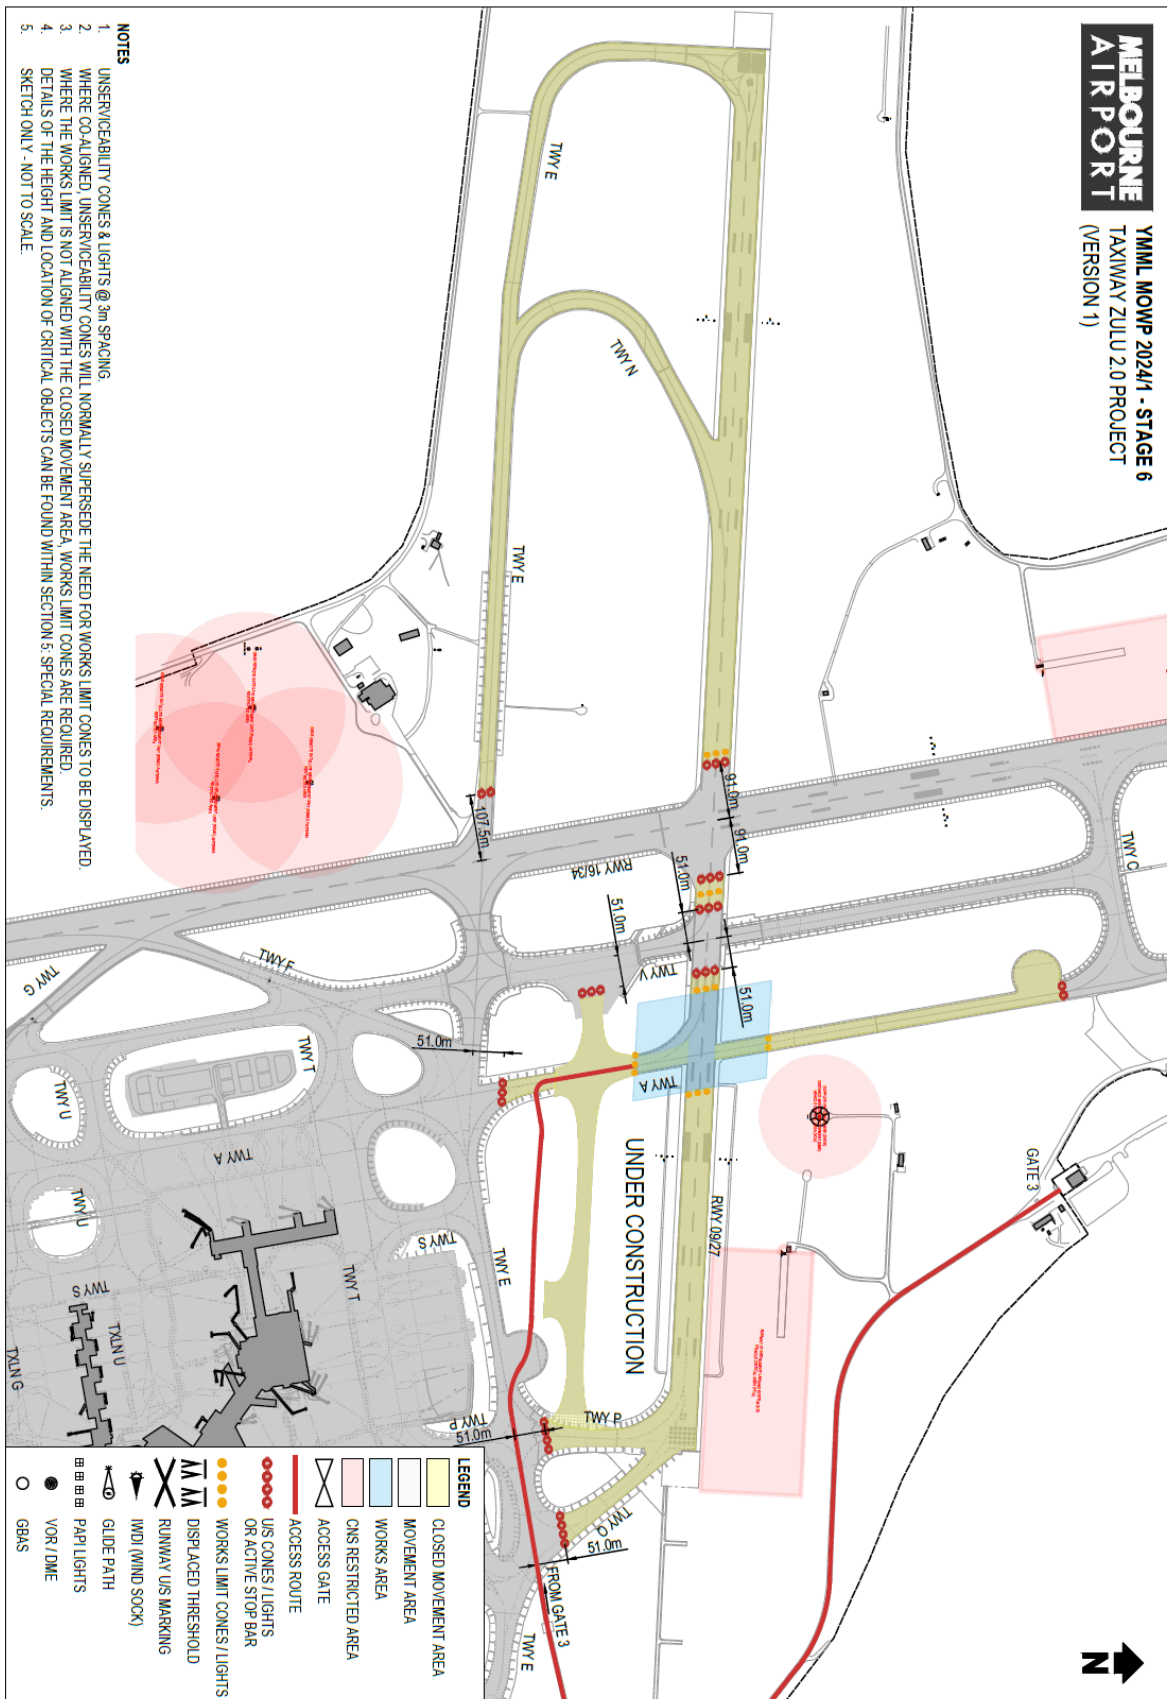 MELBOURNE
AIRPORT
YMML MOWP 2024/1 - STAGE 6
TAXIWAY ZULU 2.0 PROJECT
(VERSION 1)
N
TWY E
TWY N
TWY E
91.0m
91.0m
107.5m
RWY 16/34
51.0m
51.0m
TWY V
51.0m
51.0m
TWY C
TWY F
TWY G
TWY T
TWY U
TWY A
TWY A
TWY U
TWY S
TWY S
TWY T
TWY E
TXLN U
TXLN G
UNDER CONSTRUCTION
RWY 09/27
GATE 3
TWY P
TWY P
51.0m
TWY Q
51.0m
FROM GATE 3
TWY E
NOTES
1. UNSERVICEABILITY CONES & LIGHTS @ 3m SPACING.
2. WHERE CO-ALIGNED, UNSERVICEABILITY CONES WILL NORMALLY SUPERSEDE THE NEED FOR WORKS LIMIT CONES TO BE DISPLAYED.
3. WHERE THE WORKS LIMIT IS NOT ALIGNED WITH THE CLOSED MOVEMENT AREA, WORKS LIMIT CONES ARE REQUIRED.
4. DETAILS OF THE HEIGHT AND LOCATION OF CRITICAL OBJECTS CAN BE FOUND WITHIN SECTION 5: SPECIAL REQUIREMENTS.
5. SKETCH ONLY - NOT TO SCALE.
LEGEND
CLOSED MOVEMENT AREA
MOVEMENT AREA
WORKS AREA
CNS RESTRICTED AREA
ACCESS GATE
ACCESS ROUTE
U/S CONES / LIGHTS
OR ACTIVE STOP BAR
WORKS LIMIT CONES / LIGHTS
DISPLACED THRESHOLD
RUNWAY U/S MARKING
IWDI (WIND SOCK)
GLIDE PATH
PAPI LIGHTS
VOR / DME
GBAS